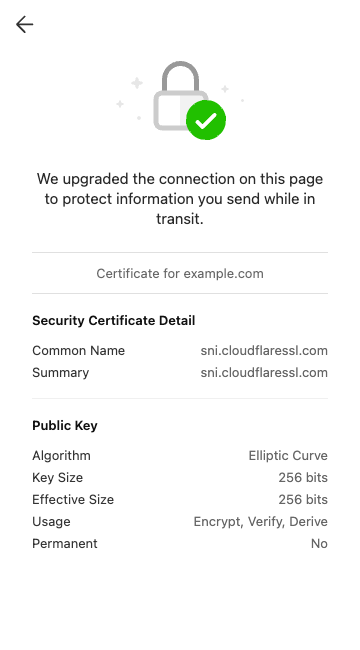 We upgraded the connection on this page
to protect information you send while in
transit.
Certificate for example.com
Security Certificate Detail
Common Name sni.cloudflaressl.com
Summary sni.cloudflaressl.com
Public Key
Algorithm Elliptic Curve
Key Size 256 bits
Effective Size 256 bits
Usage Encrypt, Verify, Derive
Permanent No